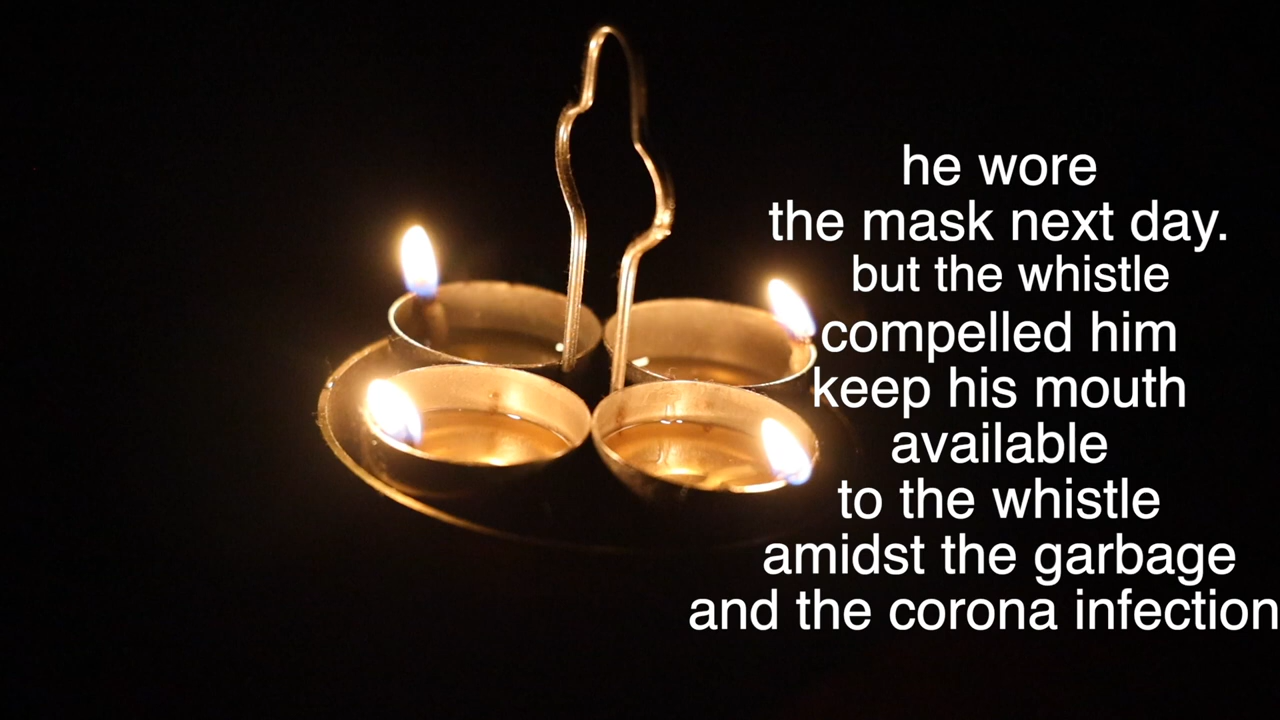 he wore
the mask next day.
but the whistle
compelled him
keep his mouth
available
to the whistle
amidst the garbage
and the corona infection